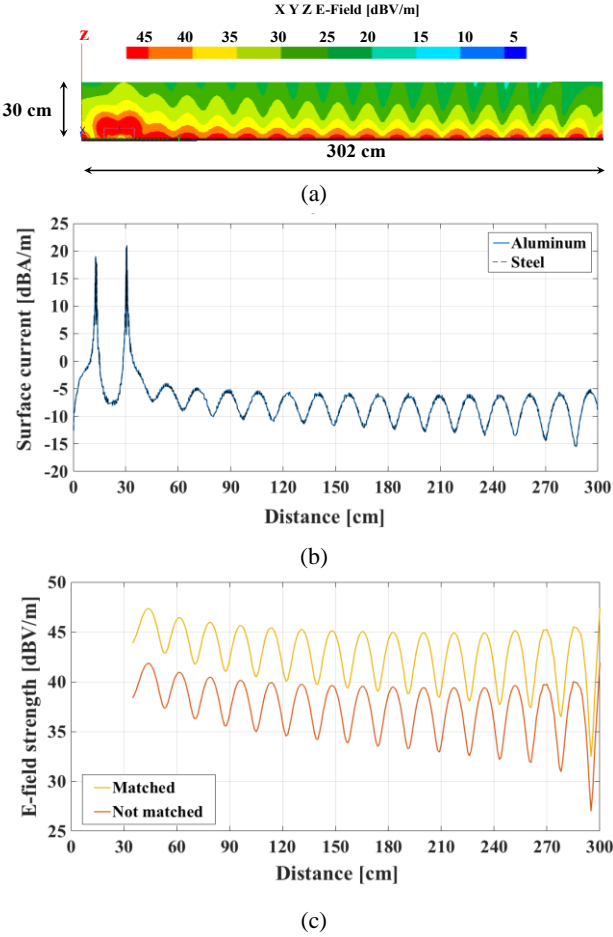 X Y Z E-Field [dBV/m]
Z
45 40 35 30 25 20 15 10 5
30 cm
X
302 cm
(a)
25
20
15
10
5
0
-5
-10
-15
-20
Surface current [dBA/m]
Aluminum
Steel
0 30 60 90 120 150 180 210 240 270 300
Distance [cm]
(b)
50
45
40
35
30
25
E-field strength [dBV/m]
Matched
Not matched
0 30 60 90 120 150 180 210 240 270 300
Distance [cm]
(c)